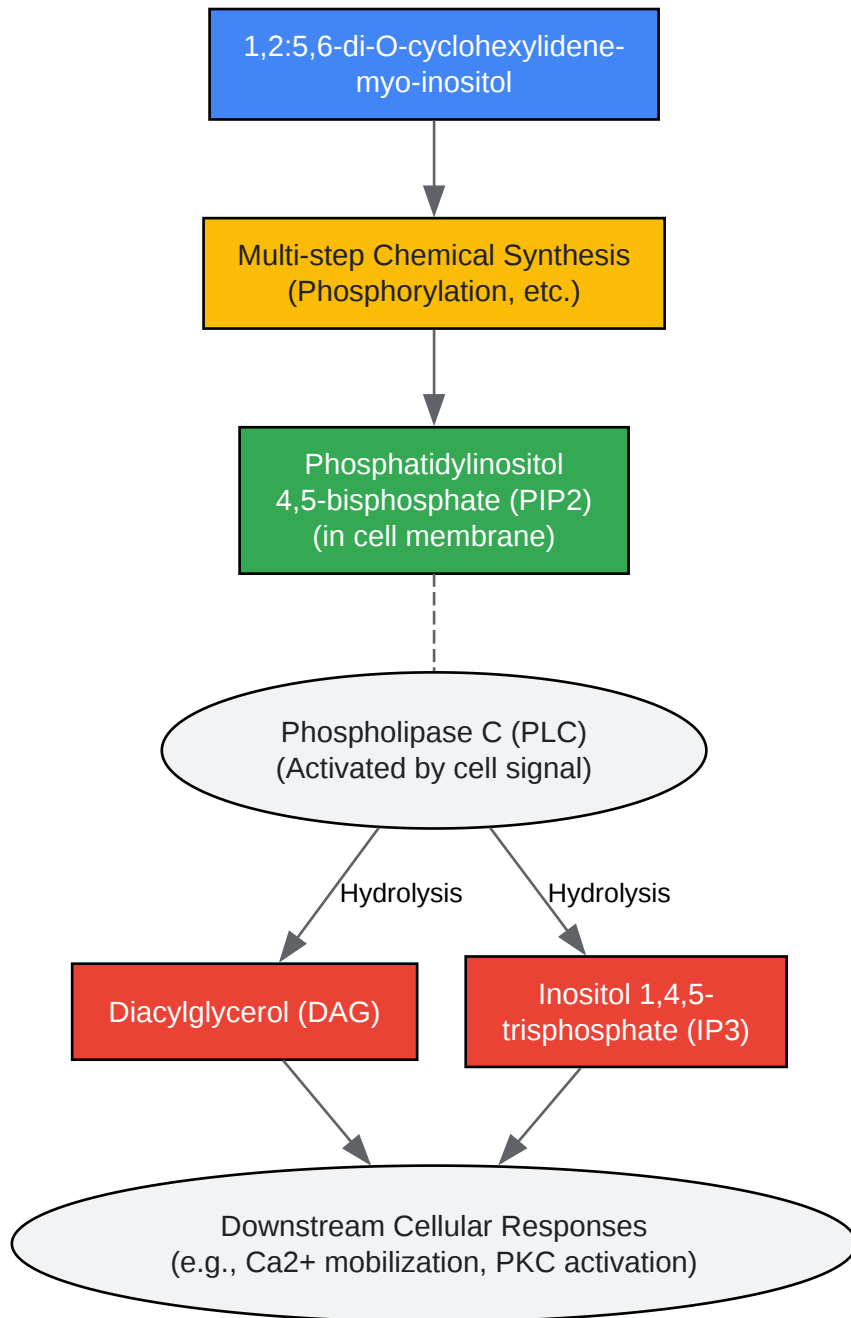 1,2:5,6-di-O-cyclohexylidene-
myo-inositol
Multi-step Chemical Synthesis
(Phosphorylation, etc.)
Phosphatidylinositol
4,5-bisphosphate (PIP2)
(in cell membrane)
Phospholipase C (PLC)
(Activated by cell signal)
Hydrolysis
Hydrolysis
Diacylglycerol (DAG)
Inositol 1,4,5-
trisphosphate (IP3)
Downstream Cellular Responses
(e.g., Ca2+ mobilization, PKC activation)